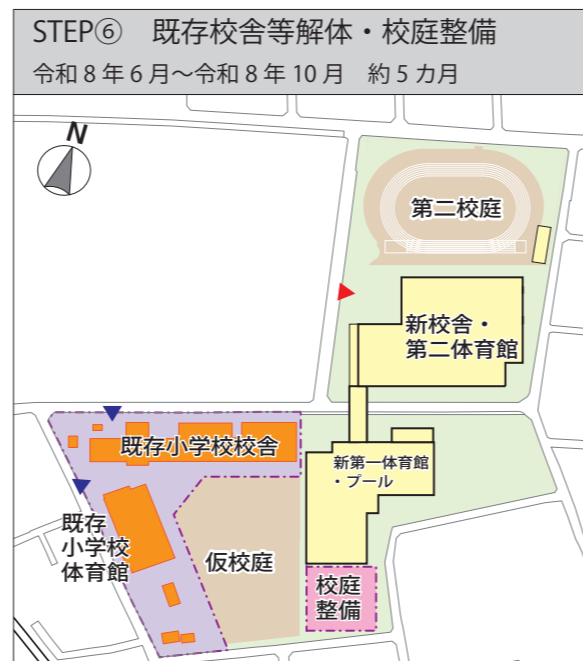 STEP⑥　既存校舎等解体・校庭整備
令和 8 年 6 月～令和 8 年 10 月　約 5 カ月
N
第二校庭
新校舎・
第二体育館
既存小学校校舎
新第一体育館
・プール
既存
小学校
体育館
仮校庭
校庭
整備